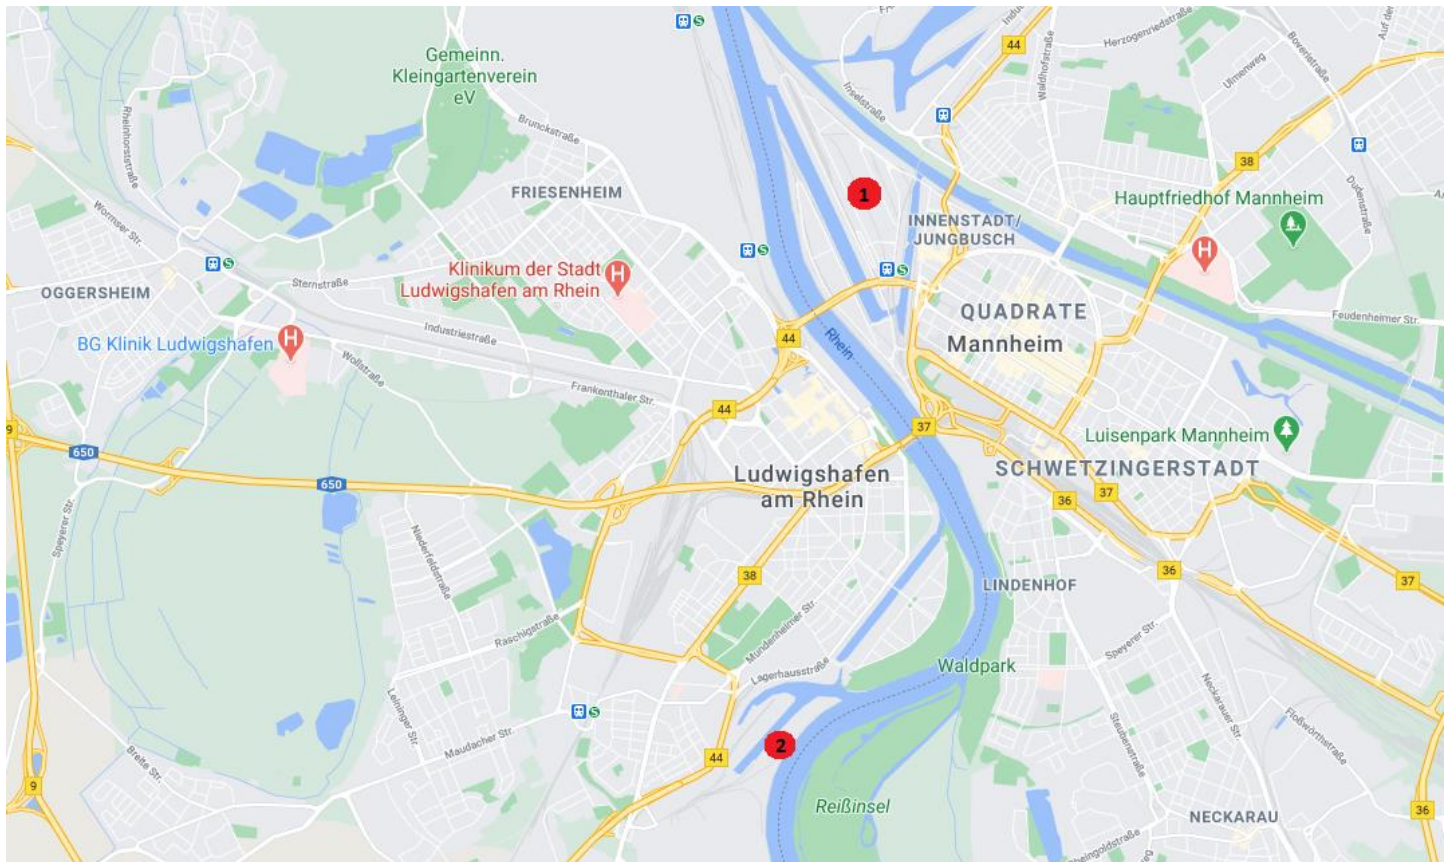 Gemeinn.
Kleingartenverein
eV
S
44
Herzogenriedstraße
Boveristraße
Ulmenweg
Waldhofstraße
Inselstraße
Rheinhorststraße
Brunckstraße
38
FRIESENHEIM
1
Hauptfriedhof Mannheim
Dudenstraße
Wormser Str.
INNENSTADT/
JUNGBUSCH
H
S
S
S
Klinikum der Stadt
Ludwigshafen am Rhein
H
OGGERSHEIM
Sternstraße
QUADRATE
Feudenheimer Str.
Industriestraße
BG Klinik Ludwigshafen
H
44
Rhein
Mannheim
Wollstraße
Frankenthaler Str.
44
37
9
650
Luisenpark Mannheim
650
Ludwigshafen
am Rhein
SCHWETZINGERSTADT
37
36
Speyerer Str.
Niederfeldstraße
38
36
37
LINDENHOF
Raschigstraße
Mundenheimer Str.
Speyerer Str.
Lagerhausstraße
Waldpark
Leininger Str.
Neckarauer Str.
S
Maudacher Str.
2
Steubenstraße
Floßwörthstraße
44
Breite Str.
9
Reißinsel
NECKARAU
36